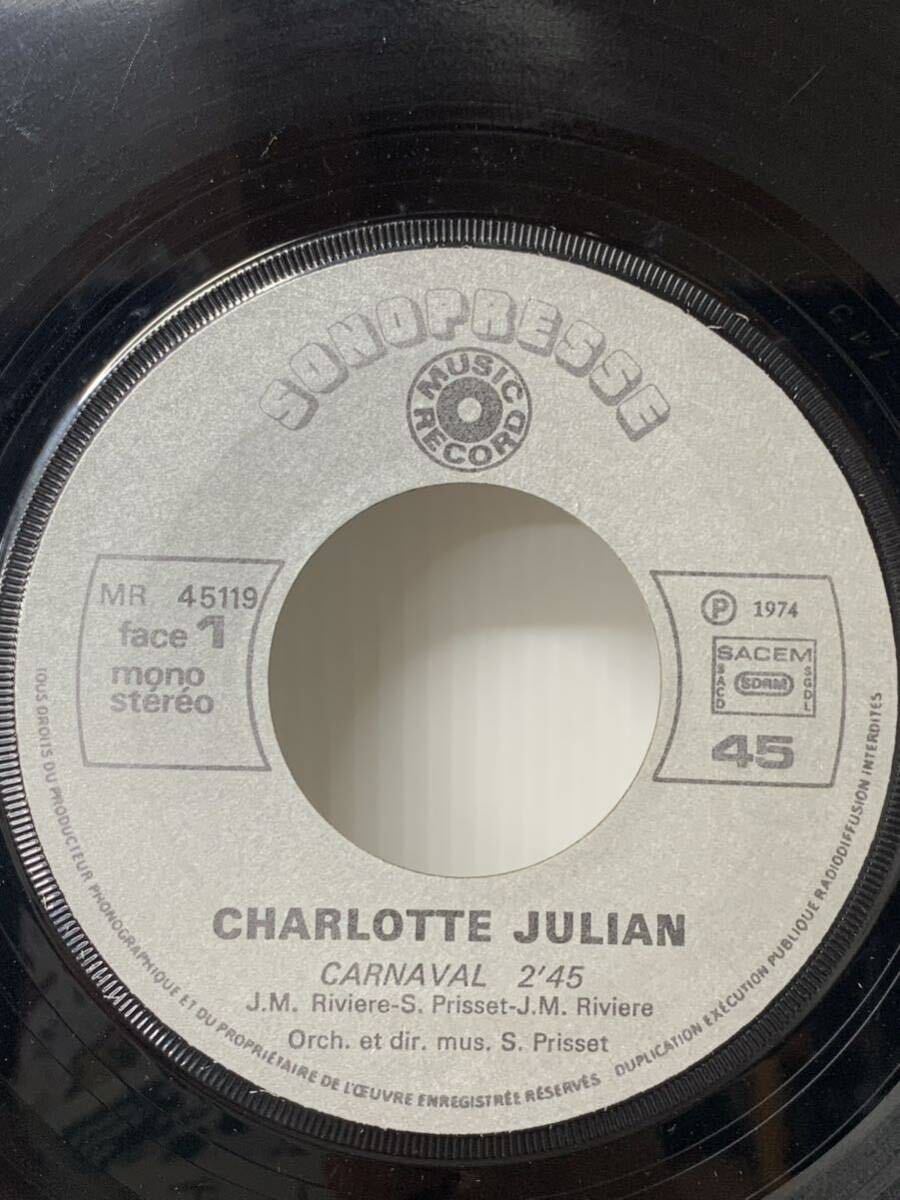 SONOPRESSE
MUSIC
RECORD
MR 45119
face 1
mono
stéréo
℗ 1974
SACEM
SACD
SDRM
SGDL
45
CHARLOTTE JULIAN
CARNAVAL 2'45
J.M. Riviere-S. Prisset-J.M. Riviere
Orch. et dir. mus. S. Prisset
TOUS DROITS DU PRODUCTEUR PHONOGRAPHIQUE ET DU PROPRIÉTAIRE DE L'ŒUVRE ENREGISTRÉE RÉSERVÉS DUPLICATION EXÉCUTION PUBLIQUE RADIODIFFUSION INTERDITES